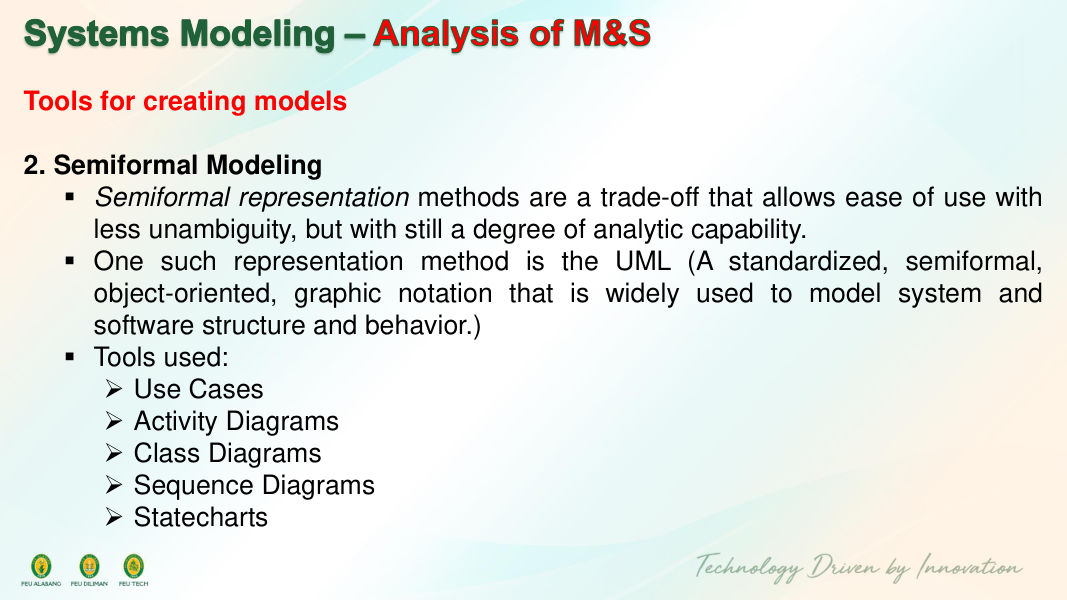 Systems Modeling – Analysis of M&S
Tools for creating models
2. Semiformal Modeling
▪ Semiformal representation methods are a trade-off that allows ease of use with
less unambiguity, but with still a degree of analytic capability.
▪ One such representation method is the UML (A standardized, semiformal,
object-oriented, graphic notation that is widely used to model system and
software structure and behavior.)
▪ Tools used:
➢ Use Cases
➢ Activity Diagrams
➢ Class Diagrams
➢ Sequence Diagrams
➢ Statecharts
FEU ALABANG FEU DILIMAN FEU TECH
Technology Driven by Innovation